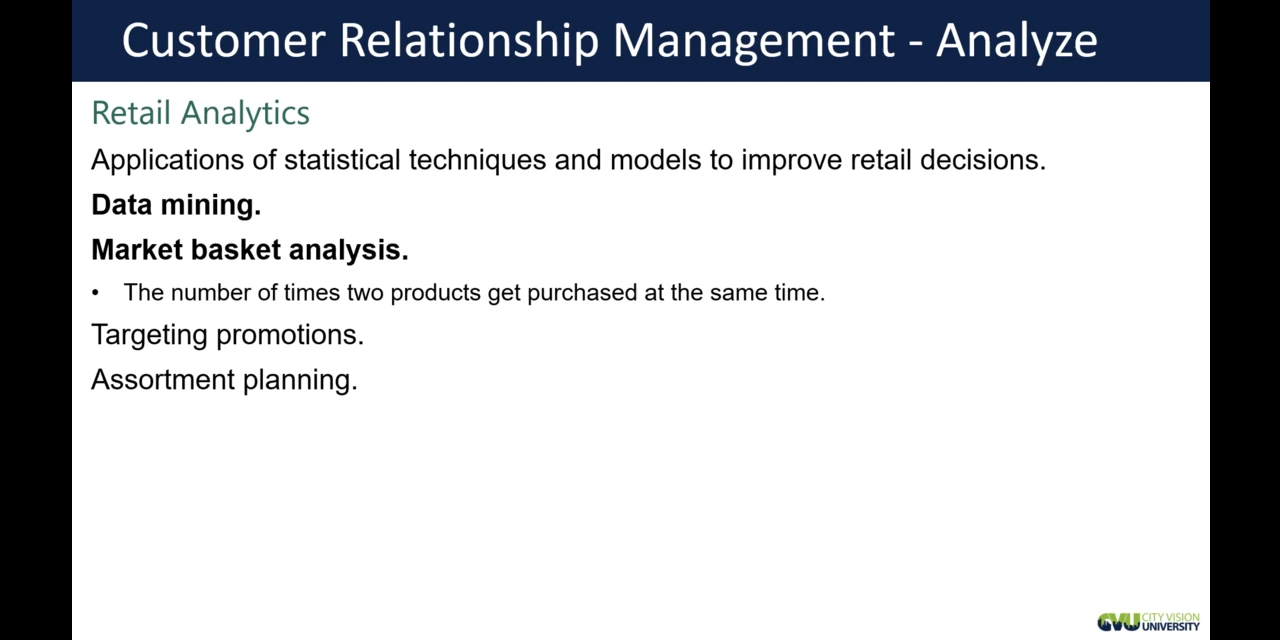 Customer Relationship Management - Analyze
Retail Analytics
Applications of statistical techniques and models to improve retail decisions.
Data mining.
Market basket analysis.
• The number of times two products get purchased at the same time.
Targeting promotions.
Assortment planning.
CVU CITY VISION
UNIVERSITY